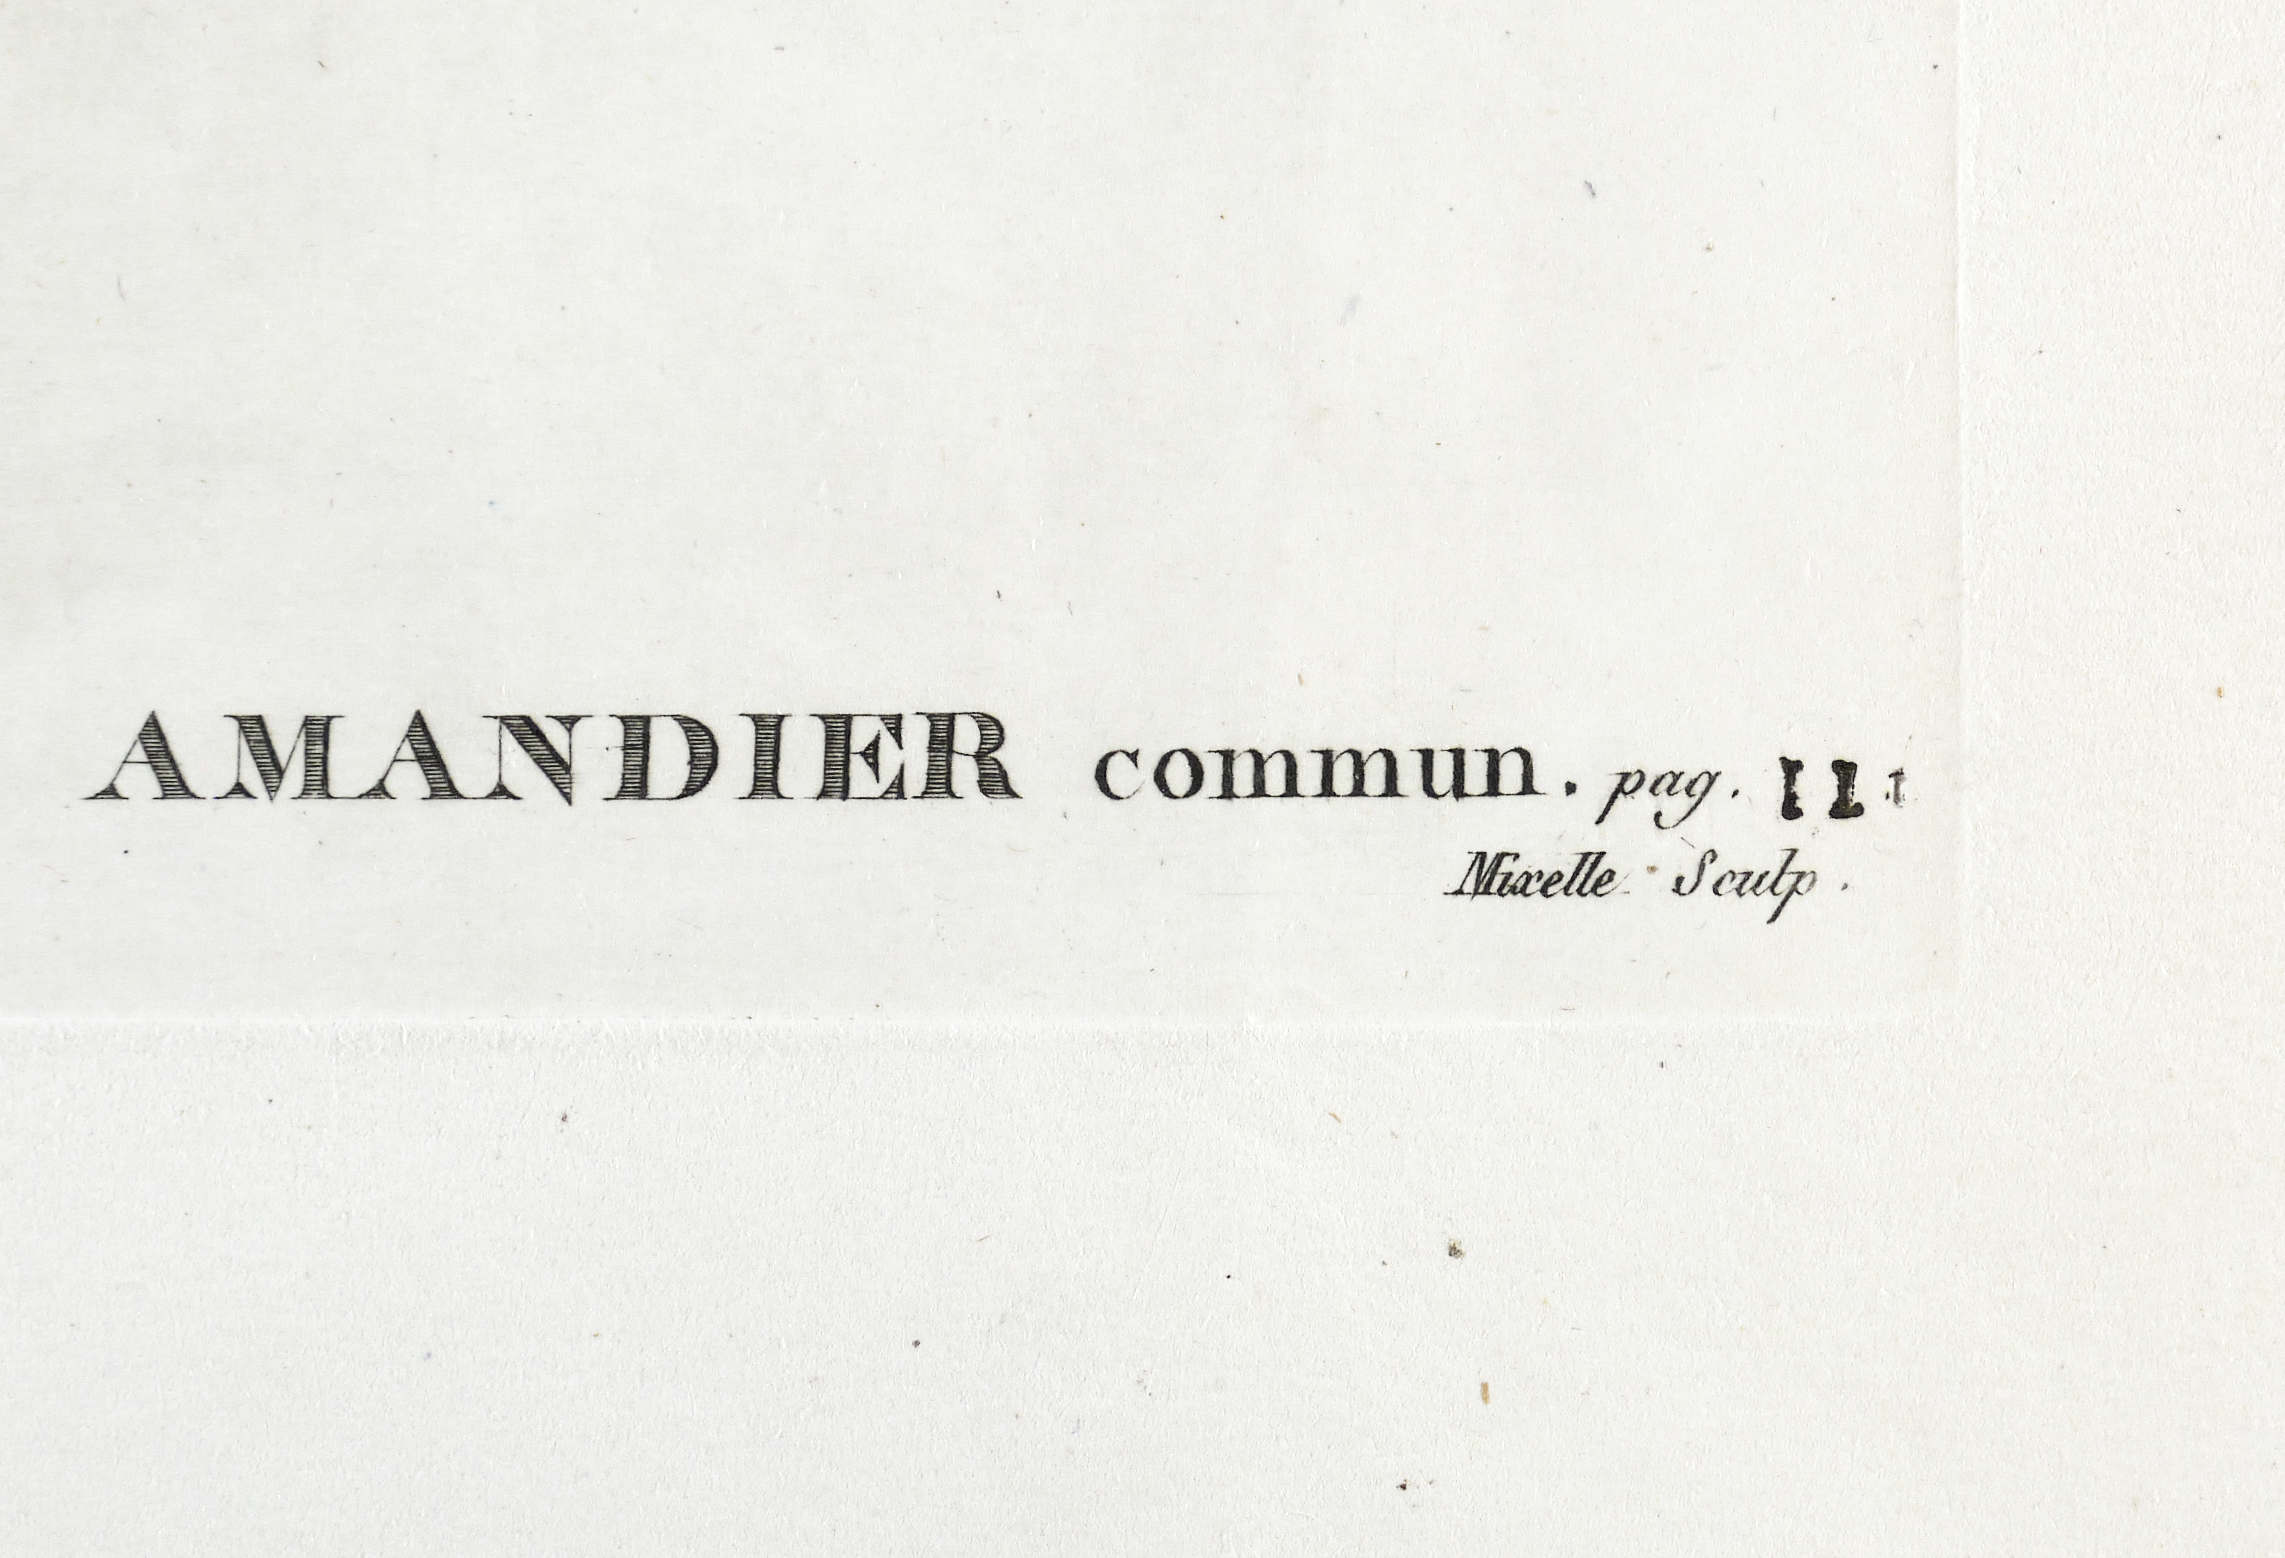 AMANDIER commun. pag. 11
Mixelle Sculp.